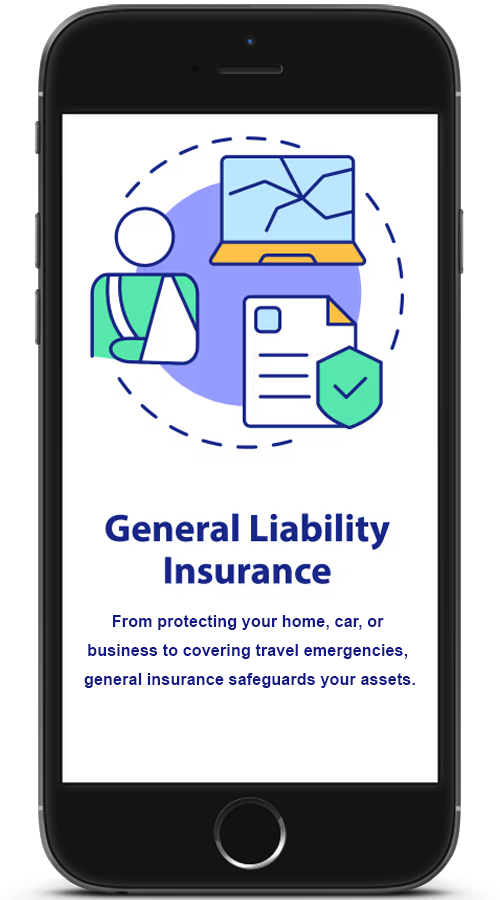 General Liability
Insurance
From protecting your home, car, or
business to covering travel emergencies,
general insurance safeguards your assets.